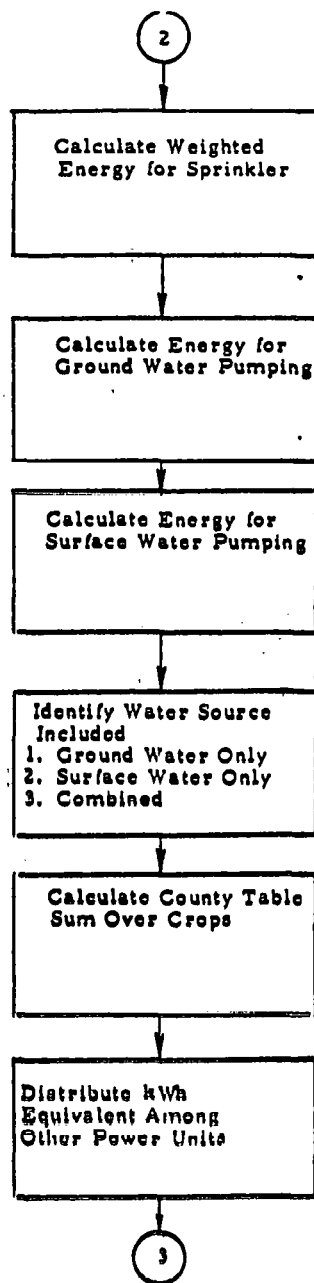 2
Calculate Weighted
Energy for Sprinkler
Calculate Energy for
Ground Water Pumping
Calculate Energy for
Surface Water Pumping
Identify Water Source
Included
1. Ground Water Only
2. Surface Water Only
3. Combined
Calculate County Table
Sum Over Crops
Distribute kWh
Equivalent Among
Other Power Units
3